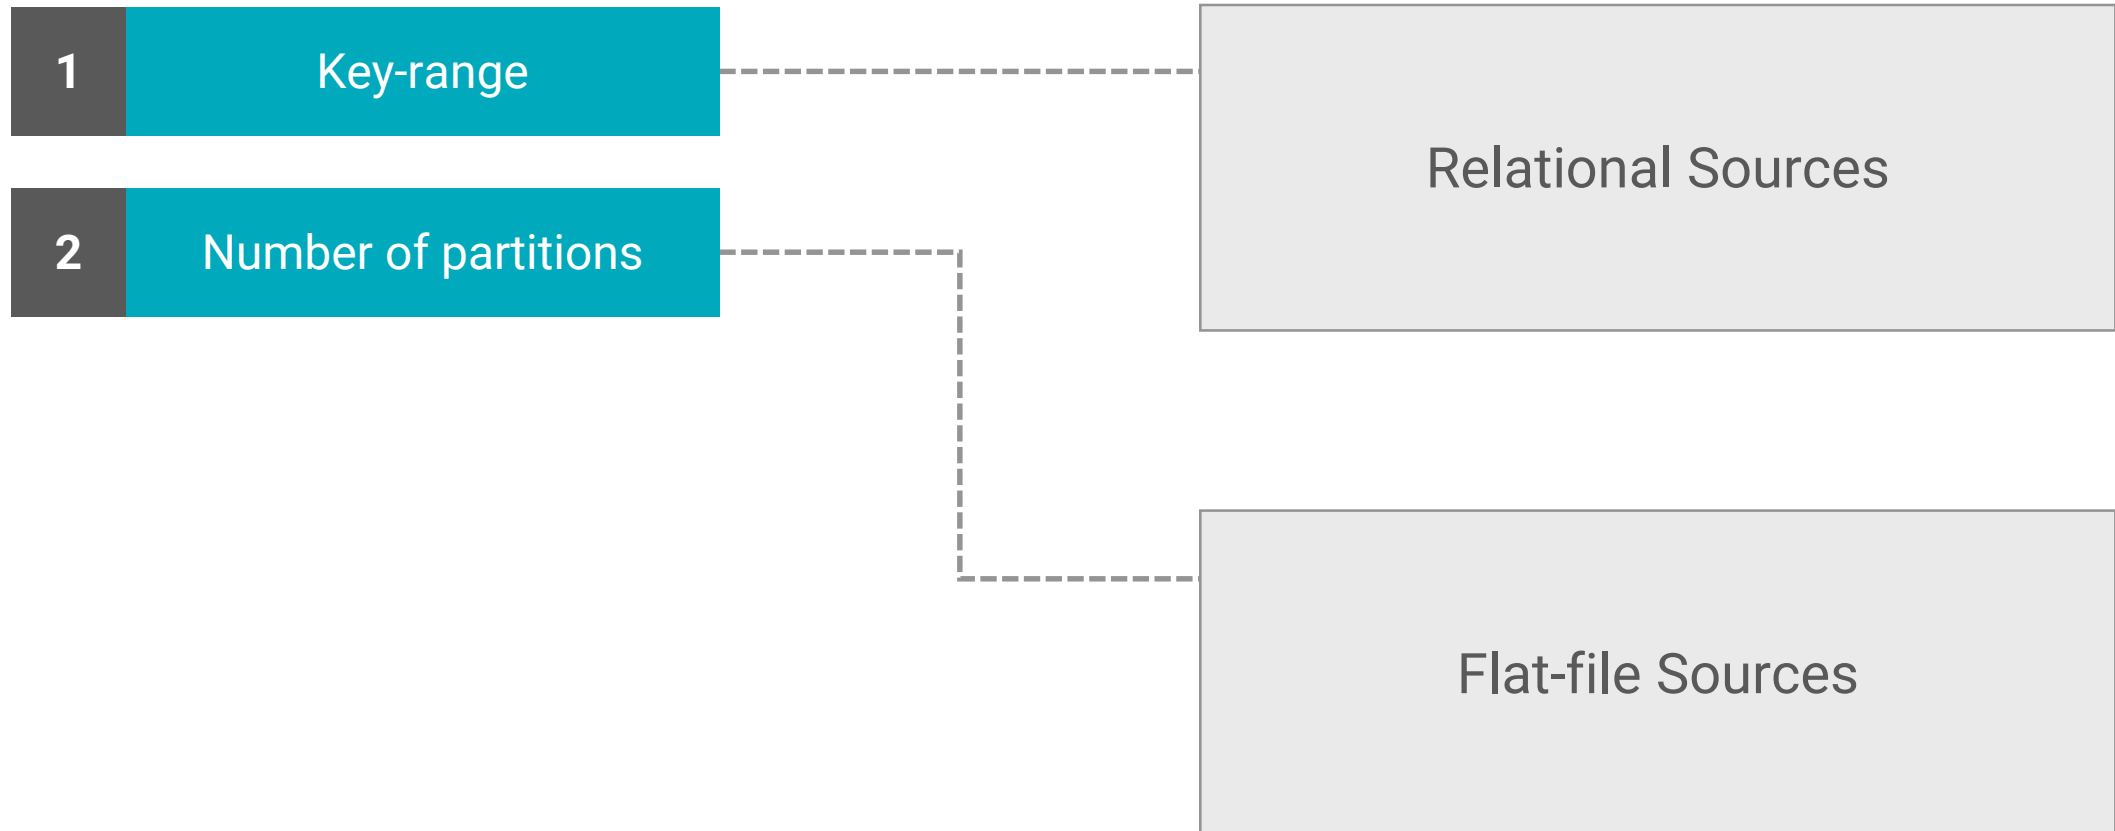 1
Key-range
Relational Sources
2
Number of partitions
Flat-file Sources